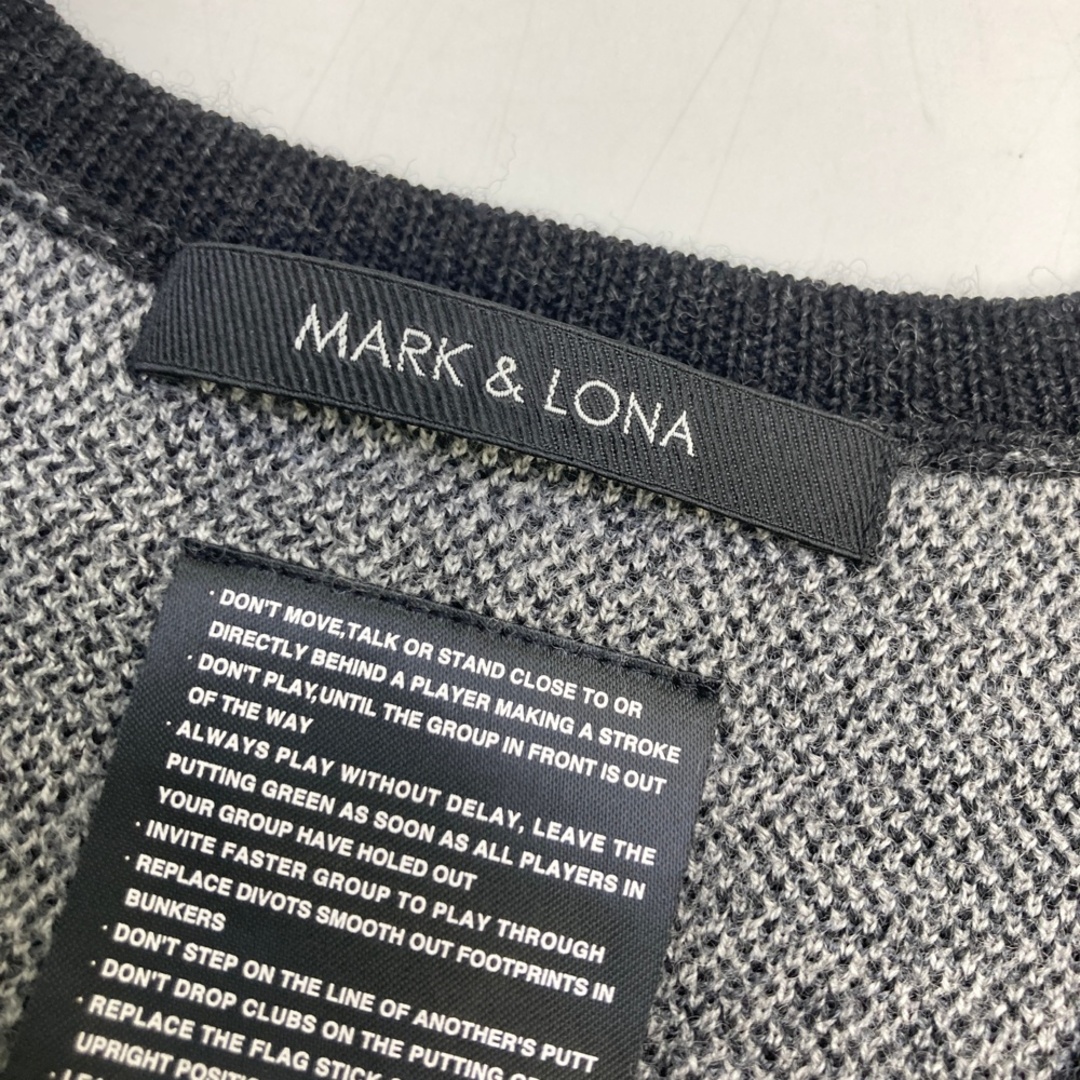 MARK & LONA
· DON'T MOVE,TALK OR STAND CLOSE TO OR
DIRECTLY BEHIND A PLAYER MAKING A STROKE
· DON'T PLAY,UNTIL THE GROUP IN FRONT IS OUT
OF THE WAY
· ALWAYS PLAY WITHOUT DELAY, LEAVE THE
PUTTING GREEN AS SOON AS ALL PLAYERS IN
YOUR GROUP HAVE HOLED OUT
· INVITE FASTER GROUP TO PLAY THROUGH
· REPLACE DIVOTS SMOOTH OUT FOOTPRINTS IN
BUNKERS
· DON'T STEP ON THE LINE OF ANOTHER'S PUTT
· DON'T DROP CLUBS ON THE PUTTING
· REPLACE THE FLAG STICK
UPRIGHT